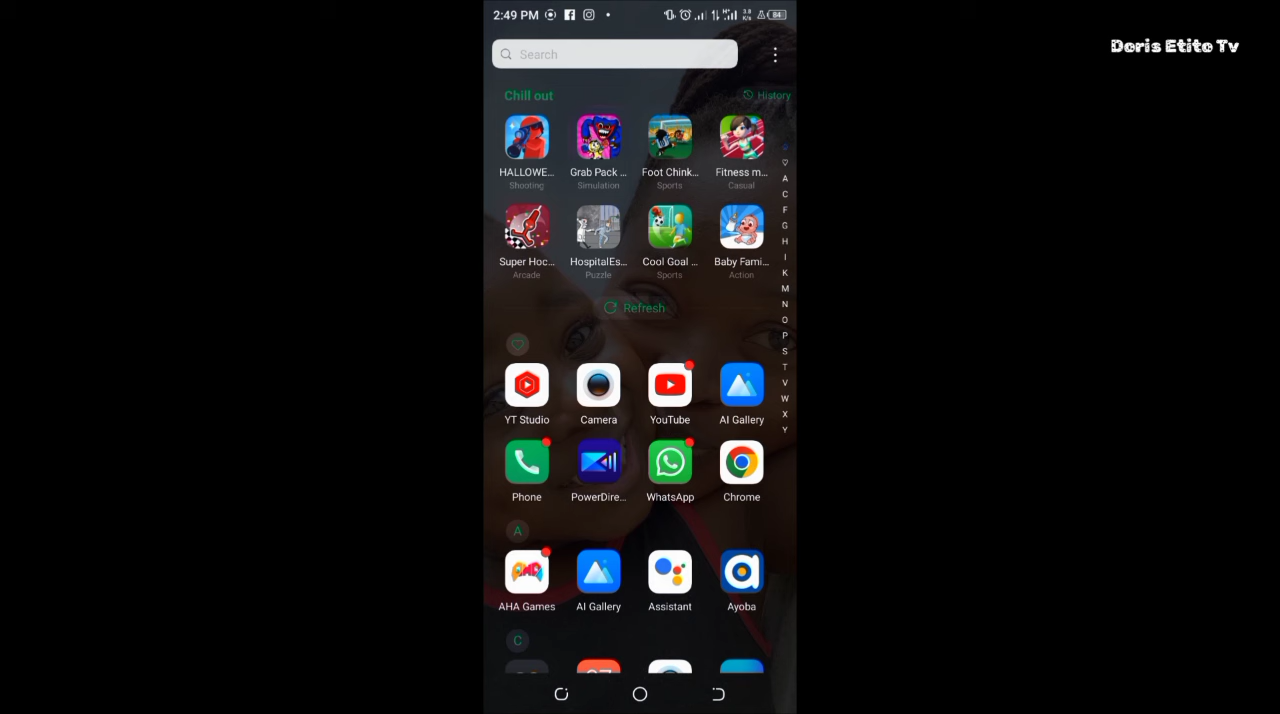 2:49 PM
84
Doris Etito Tv
Search
Chill out
History
HALLOWE...
Grab Pack ...
Foot Chink...
Fitness m...
Shooting
Simulation
Sports
Casual
Super Hoc...
HospitalEs...
Cool Goal ...
Baby Fami...
Arcade
Puzzle
Sports
Action
Refresh
YT Studio
Camera
YouTube
AI Gallery
Phone
PowerDire...
WhatsApp
Chrome
A
AHA Games
AI Gallery
Assistant
Ayoba
C
A
C
F
G
H
I
K
M
N
O
P
S
T
V
W
X
Y